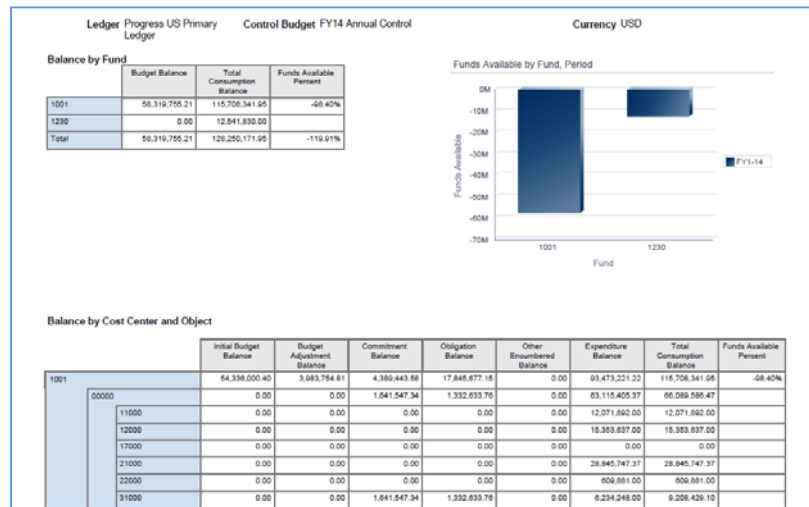 Ledger Progress US Primary Ledger Control Budget FY14 Annual Control Currency USD
Balance by Fund
Budget Balance Total Consumption Balance Funds Available Percent
1001 58,319,755.21 115,708,341.95 -98.40%
1230 0.00 12,541,830.00
Total 58,319,755.21 128,250,171.95 -119.91%
Funds Available by Fund, Period
0M
-10M
-20M
-30M
-40M
-50M
-60M
-70M
Funds Available
1001 1230
Fund
FY1-14
Balance by Cost Center and Object
Initial Budget Balance Budget Adjustment Balance Commitment Balance Obligation Balance Other Encumbered Balance Expenditure Balance Total Consumption Balance Funds Available Percent
1001 54,336,000.40 3,983,754.81 4,389,443.58 17,845,677.15 0.00 93,473,221.22 115,708,341.95 -98.40%
00000 0.00 0.00 1,641,547.34 1,332,633.76 0.00 63,115,405.37 66,089,586.47
11000 0.00 0.00 0.00 0.00 0.00 12,071,892.00 12,071,892.00
12000 0.00 0.00 0.00 0.00 0.00 15,353,637.00 15,353,637.00
17000 0.00 0.00 0.00 0.00 0.00 0.00 0.00
21000 0.00 0.00 0.00 0.00 0.00 28,845,747.37 28,845,747.37
22000 0.00 0.00 0.00 0.00 0.00 609,881.00 609,881.00
31000 0.00 0.00 1,641,547.34 1,332,633.76 0.00 6,234,248.00 9,208,429.10